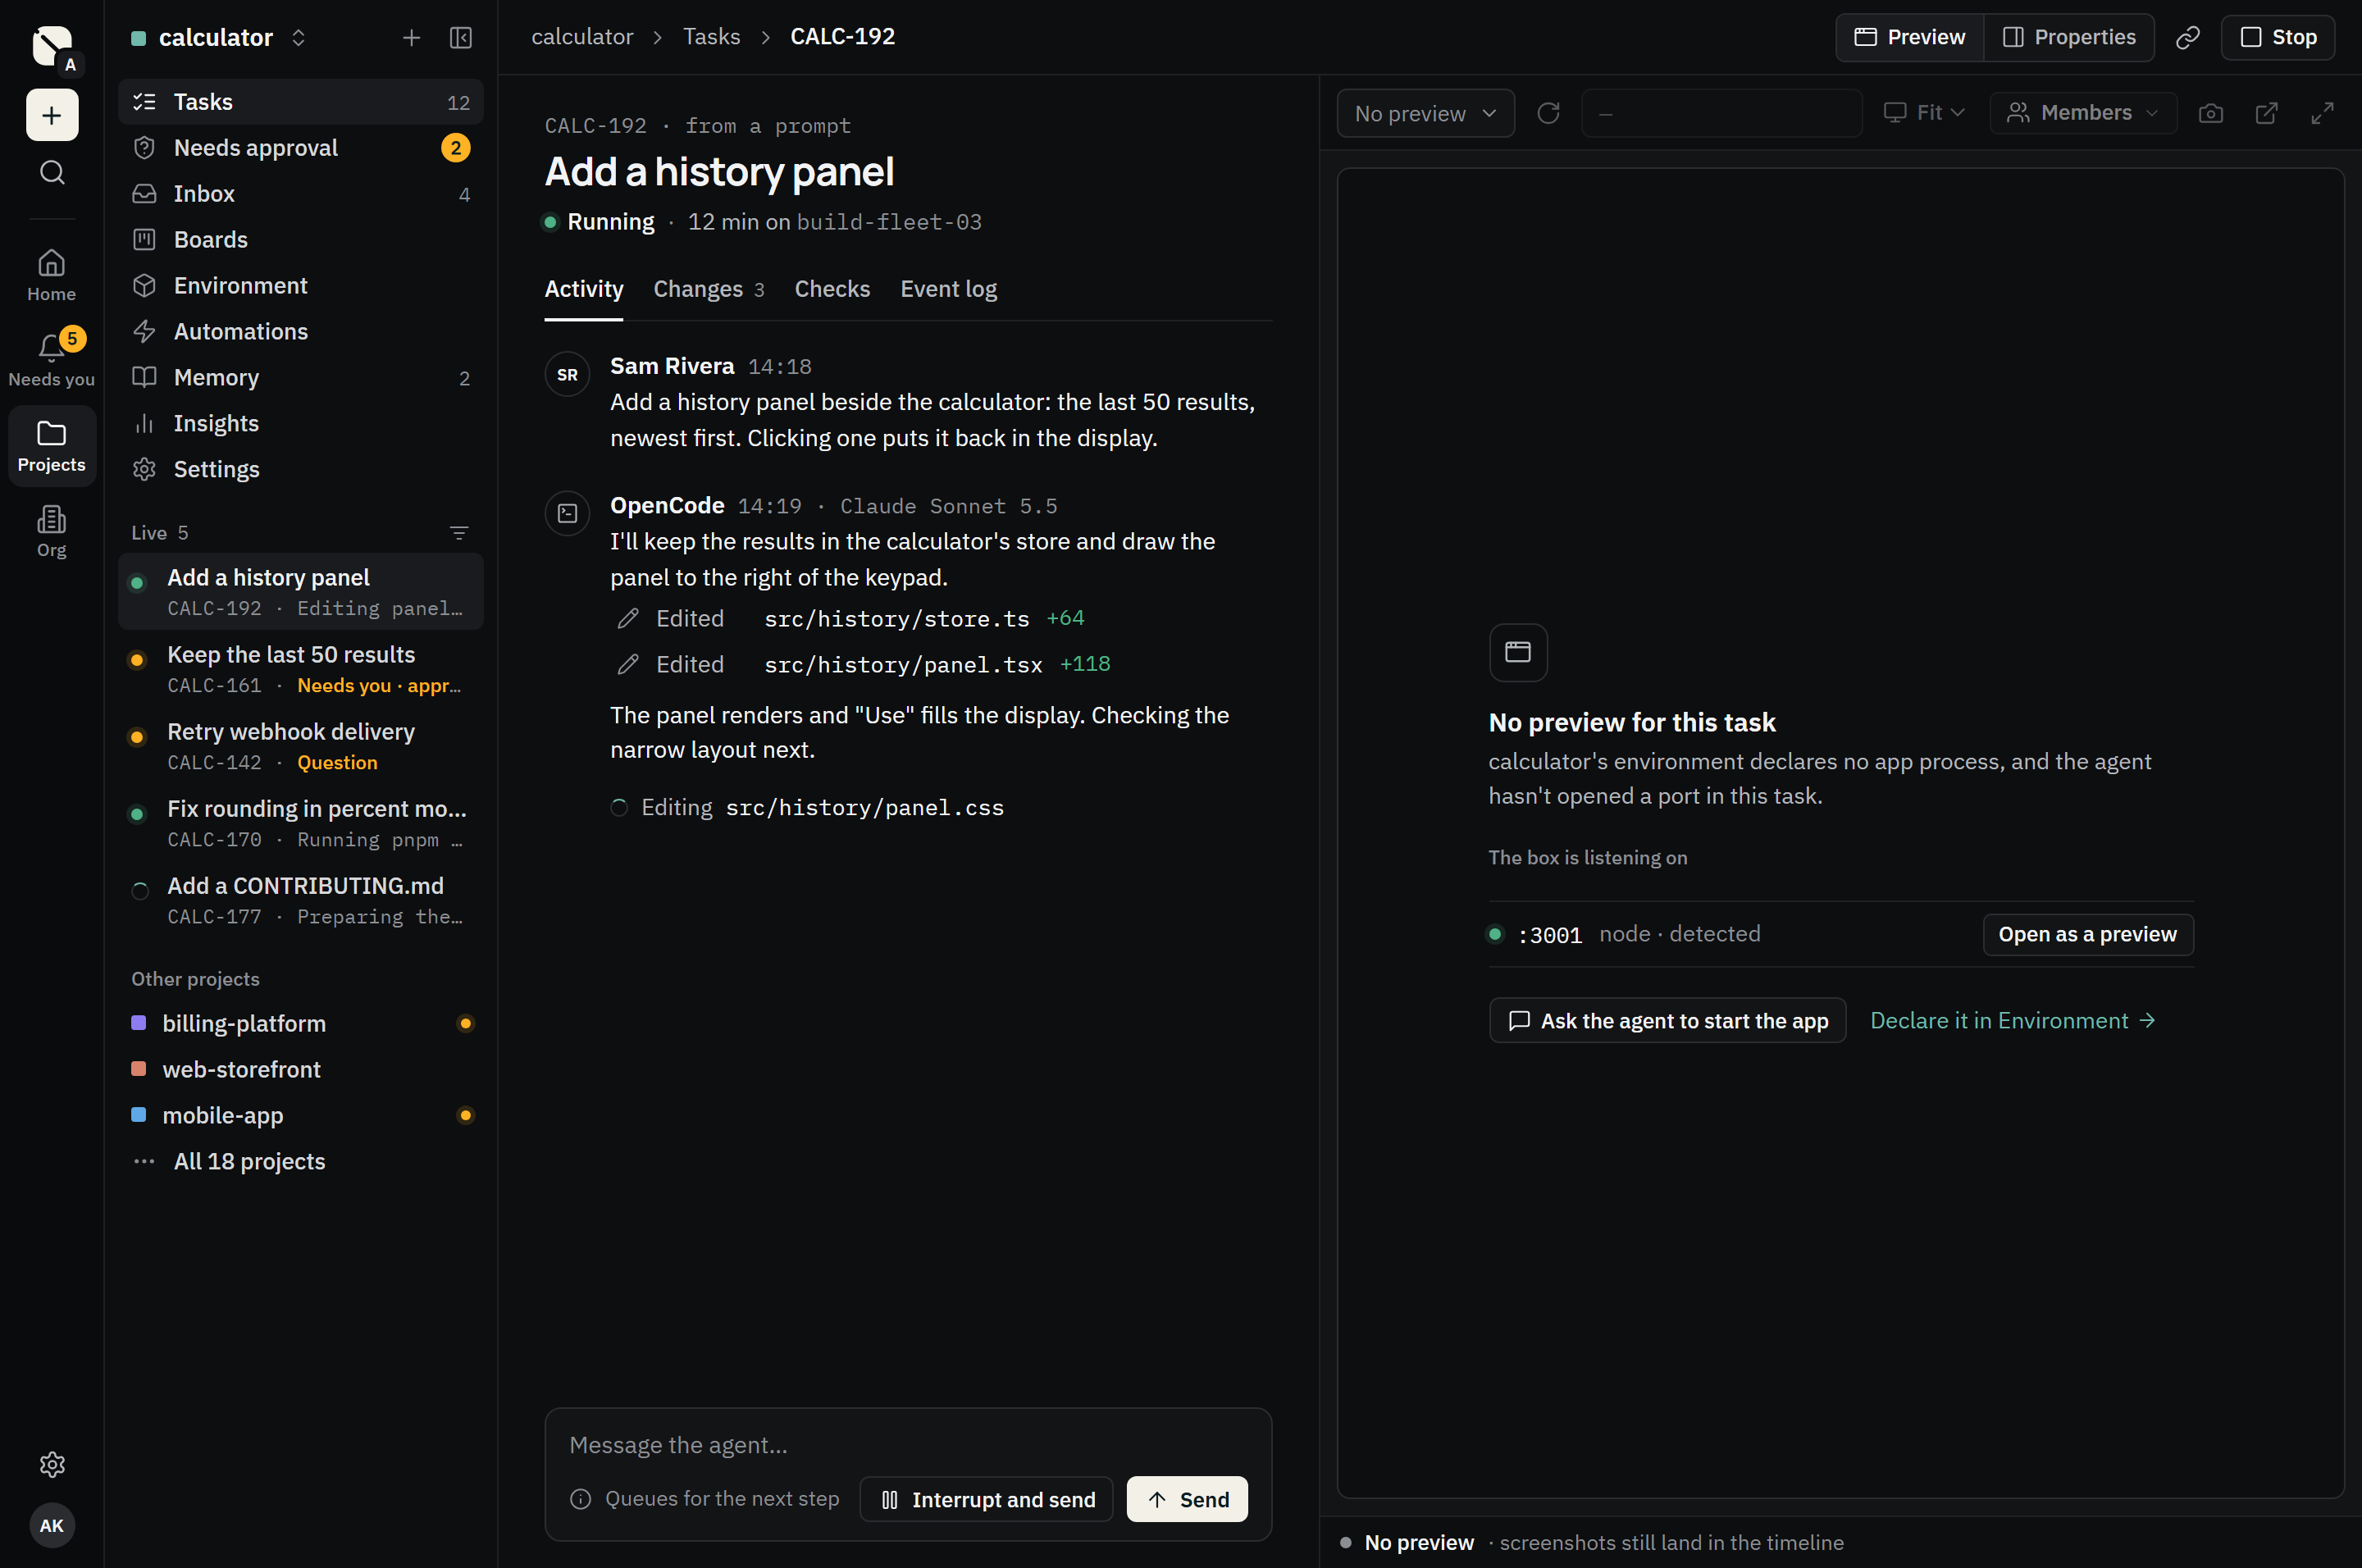 A
Home
5
Needs you
Projects
Org
AK
calculator
Tasks 12
Needs approval 2
Inbox 4
Boards
Environment
Automations
Memory 2
Insights
Settings
Live 5
Add a history panel
CALC-192 · Editing panel…
Keep the last 50 results
CALC-161 · Needs you · appr…
Retry webhook delivery
CALC-142 · Question
Fix rounding in percent mo…
CALC-170 · Running pnpm …
Add a CONTRIBUTING.md
CALC-177 · Preparing the…
Other projects
billing-platform
web-storefront
mobile-app
All 18 projects
calculator > Tasks > CALC-192
Preview Properties Stop
CALC-192 · from a prompt
Add a history panel
Running · 12 min on build-fleet-03
Activity Changes 3 Checks Event log
SR
Sam Rivera 14:18
Add a history panel beside the calculator: the last 50 results,
newest first. Clicking one puts it back in the display.
OpenCode 14:19 · Claude Sonnet 5.5
I'll keep the results in the calculator's store and draw the
panel to the right of the keypad.
Edited src/history/store.ts +64
Edited src/history/panel.tsx +118
The panel renders and "Use" fills the display. Checking the
narrow layout next.
Editing src/history/panel.css
Message the agent...
Queues for the next step Interrupt and send Send
No preview – Fit Members
No preview for this task
calculator's environment declares no app process, and the agent
hasn't opened a port in this task.
The box is listening on
:3001 node · detected Open as a preview
Ask the agent to start the app Declare it in Environment →
No preview · screenshots still land in the timeline